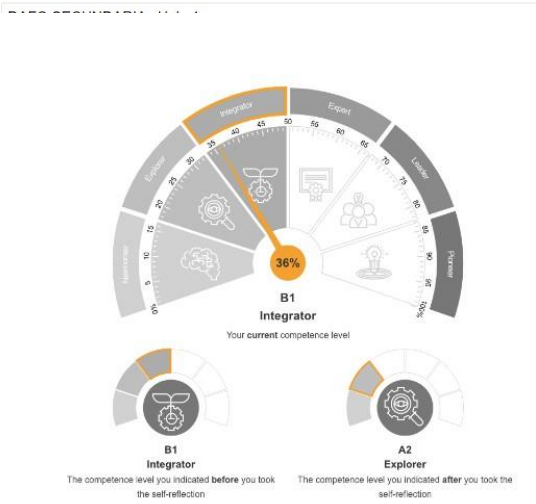 Integrator
Expert
Explorer
Leader
Newcomer
Pioneer
0%
5
10
15
20
25
30
35
40
45
50
55
60
65
70
75
80
85
90
95
100%
36%
B1
Integrator
Your current competence level
B1
Integrator
The competence level you indicated before you took
the self-reflection
A2
Explorer
The competence level you indicated after you took the
self-reflection